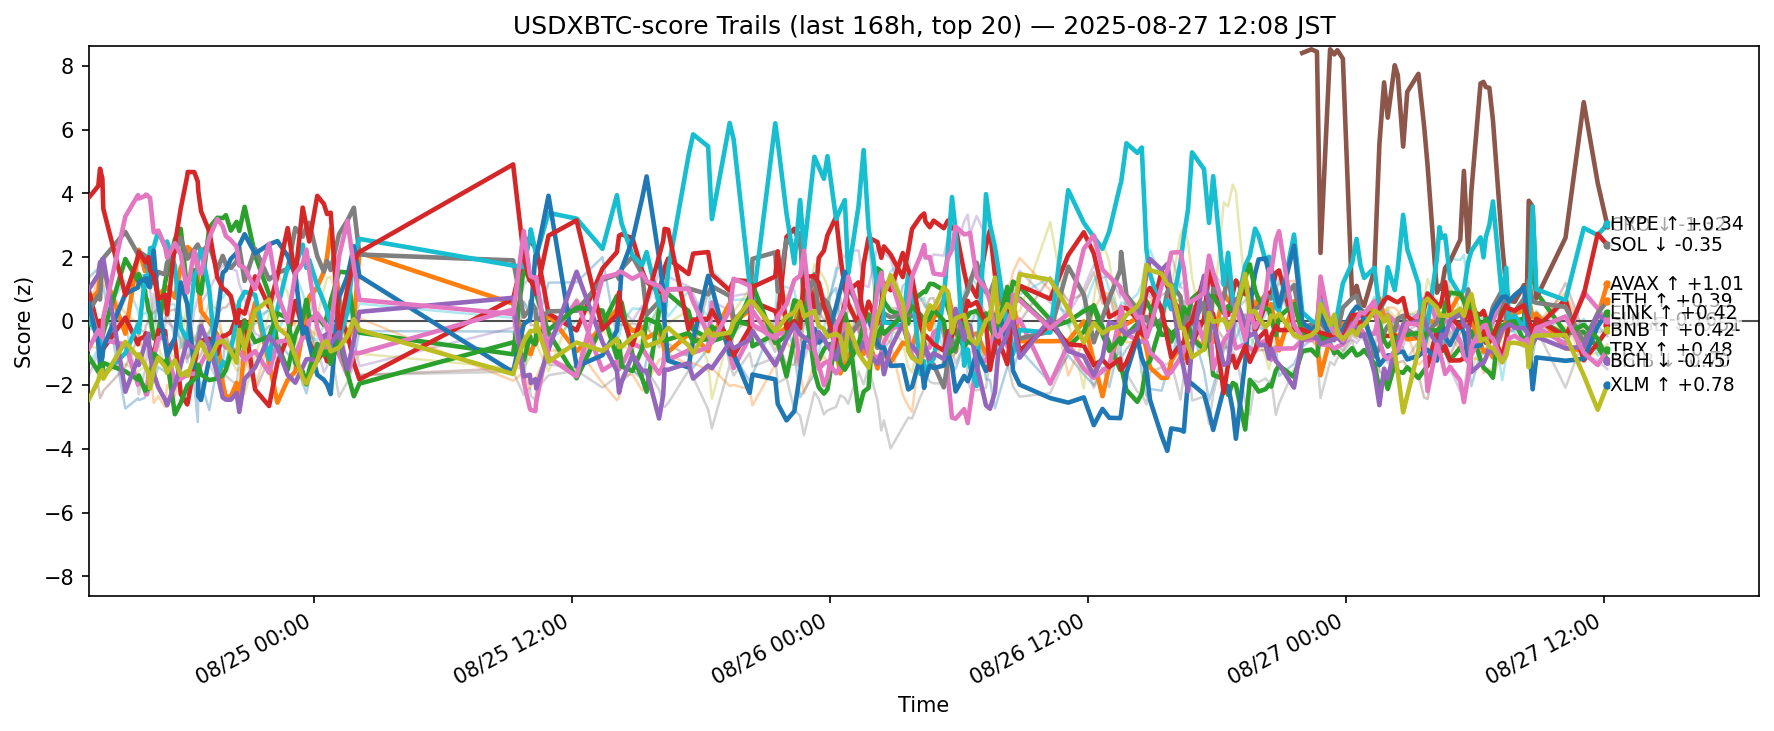 USDXBTC-score Trails (last 168h, top 20) — 2025-08-27 12:08 JST
Score (z)
8
6
4
2
0
−2
−4
−6
−8
HYPE ↑ +0.34
SOL ↓ -0.35
AVAX ↑ +1.01
ETH ↑ +0.39
LINK ↑ +0.42
BNB ↑ +0.42
TRX ↑ +0.48
BCH ↓ -0.45
XLM ↑ +0.78
08/25 00:00
08/25 12:00
08/26 00:00
08/26 12:00
08/27 00:00
08/27 12:00
Time